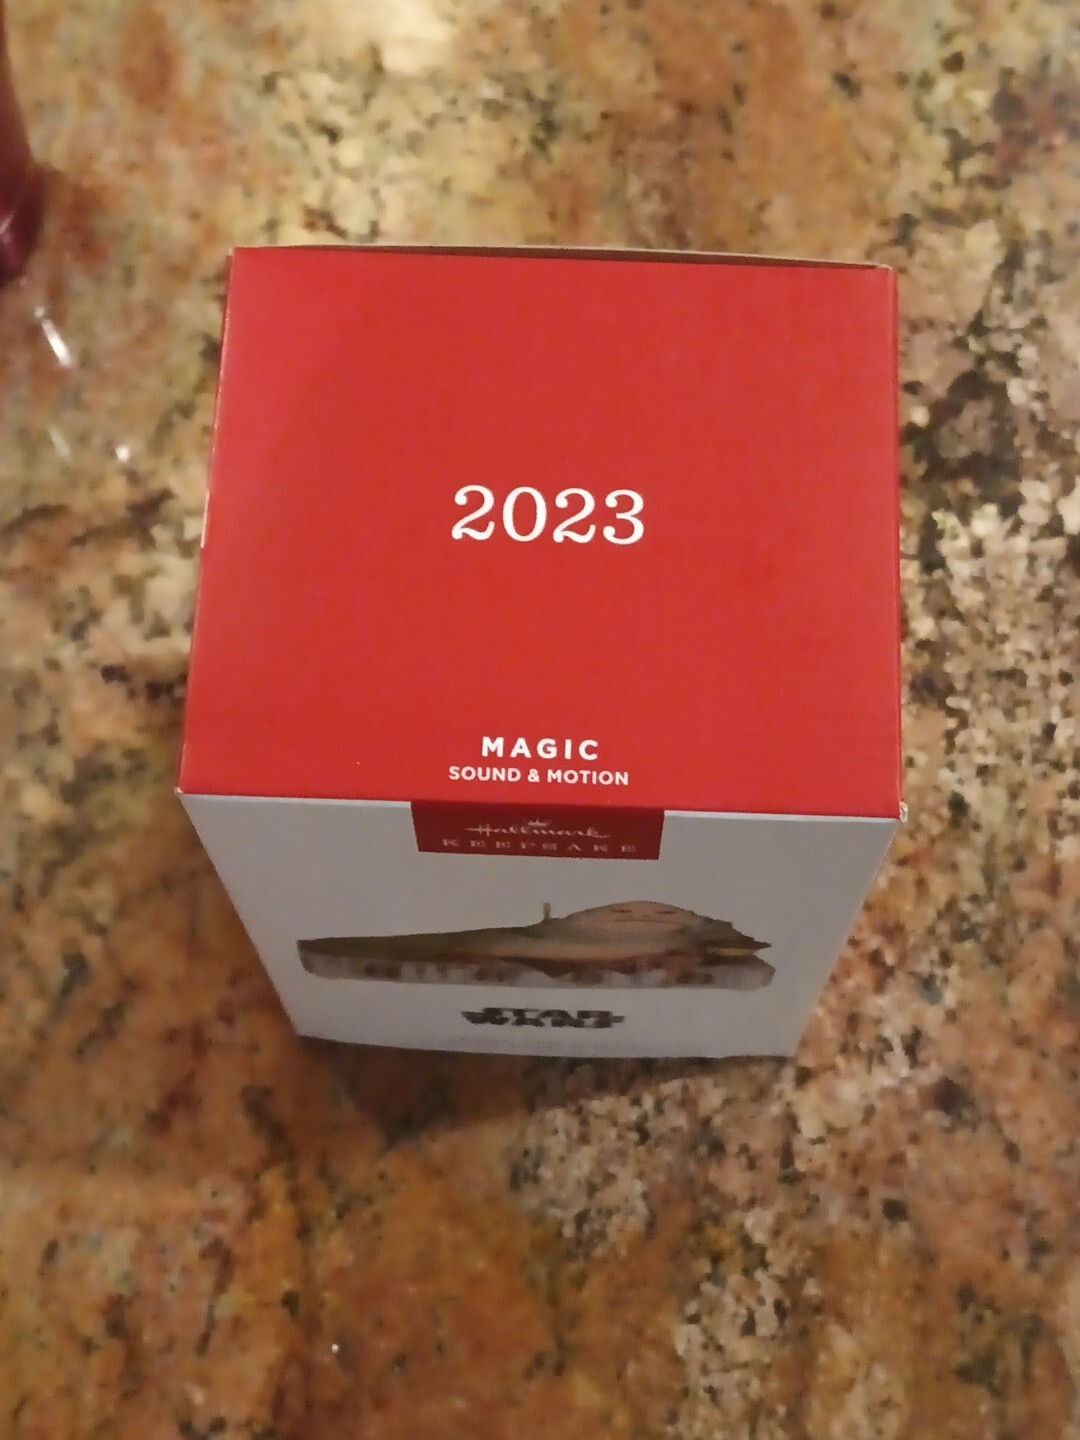 2023
MAGIC
SOUND & MOTION
Hallmark
KEEPSAKE
STAR
WARS